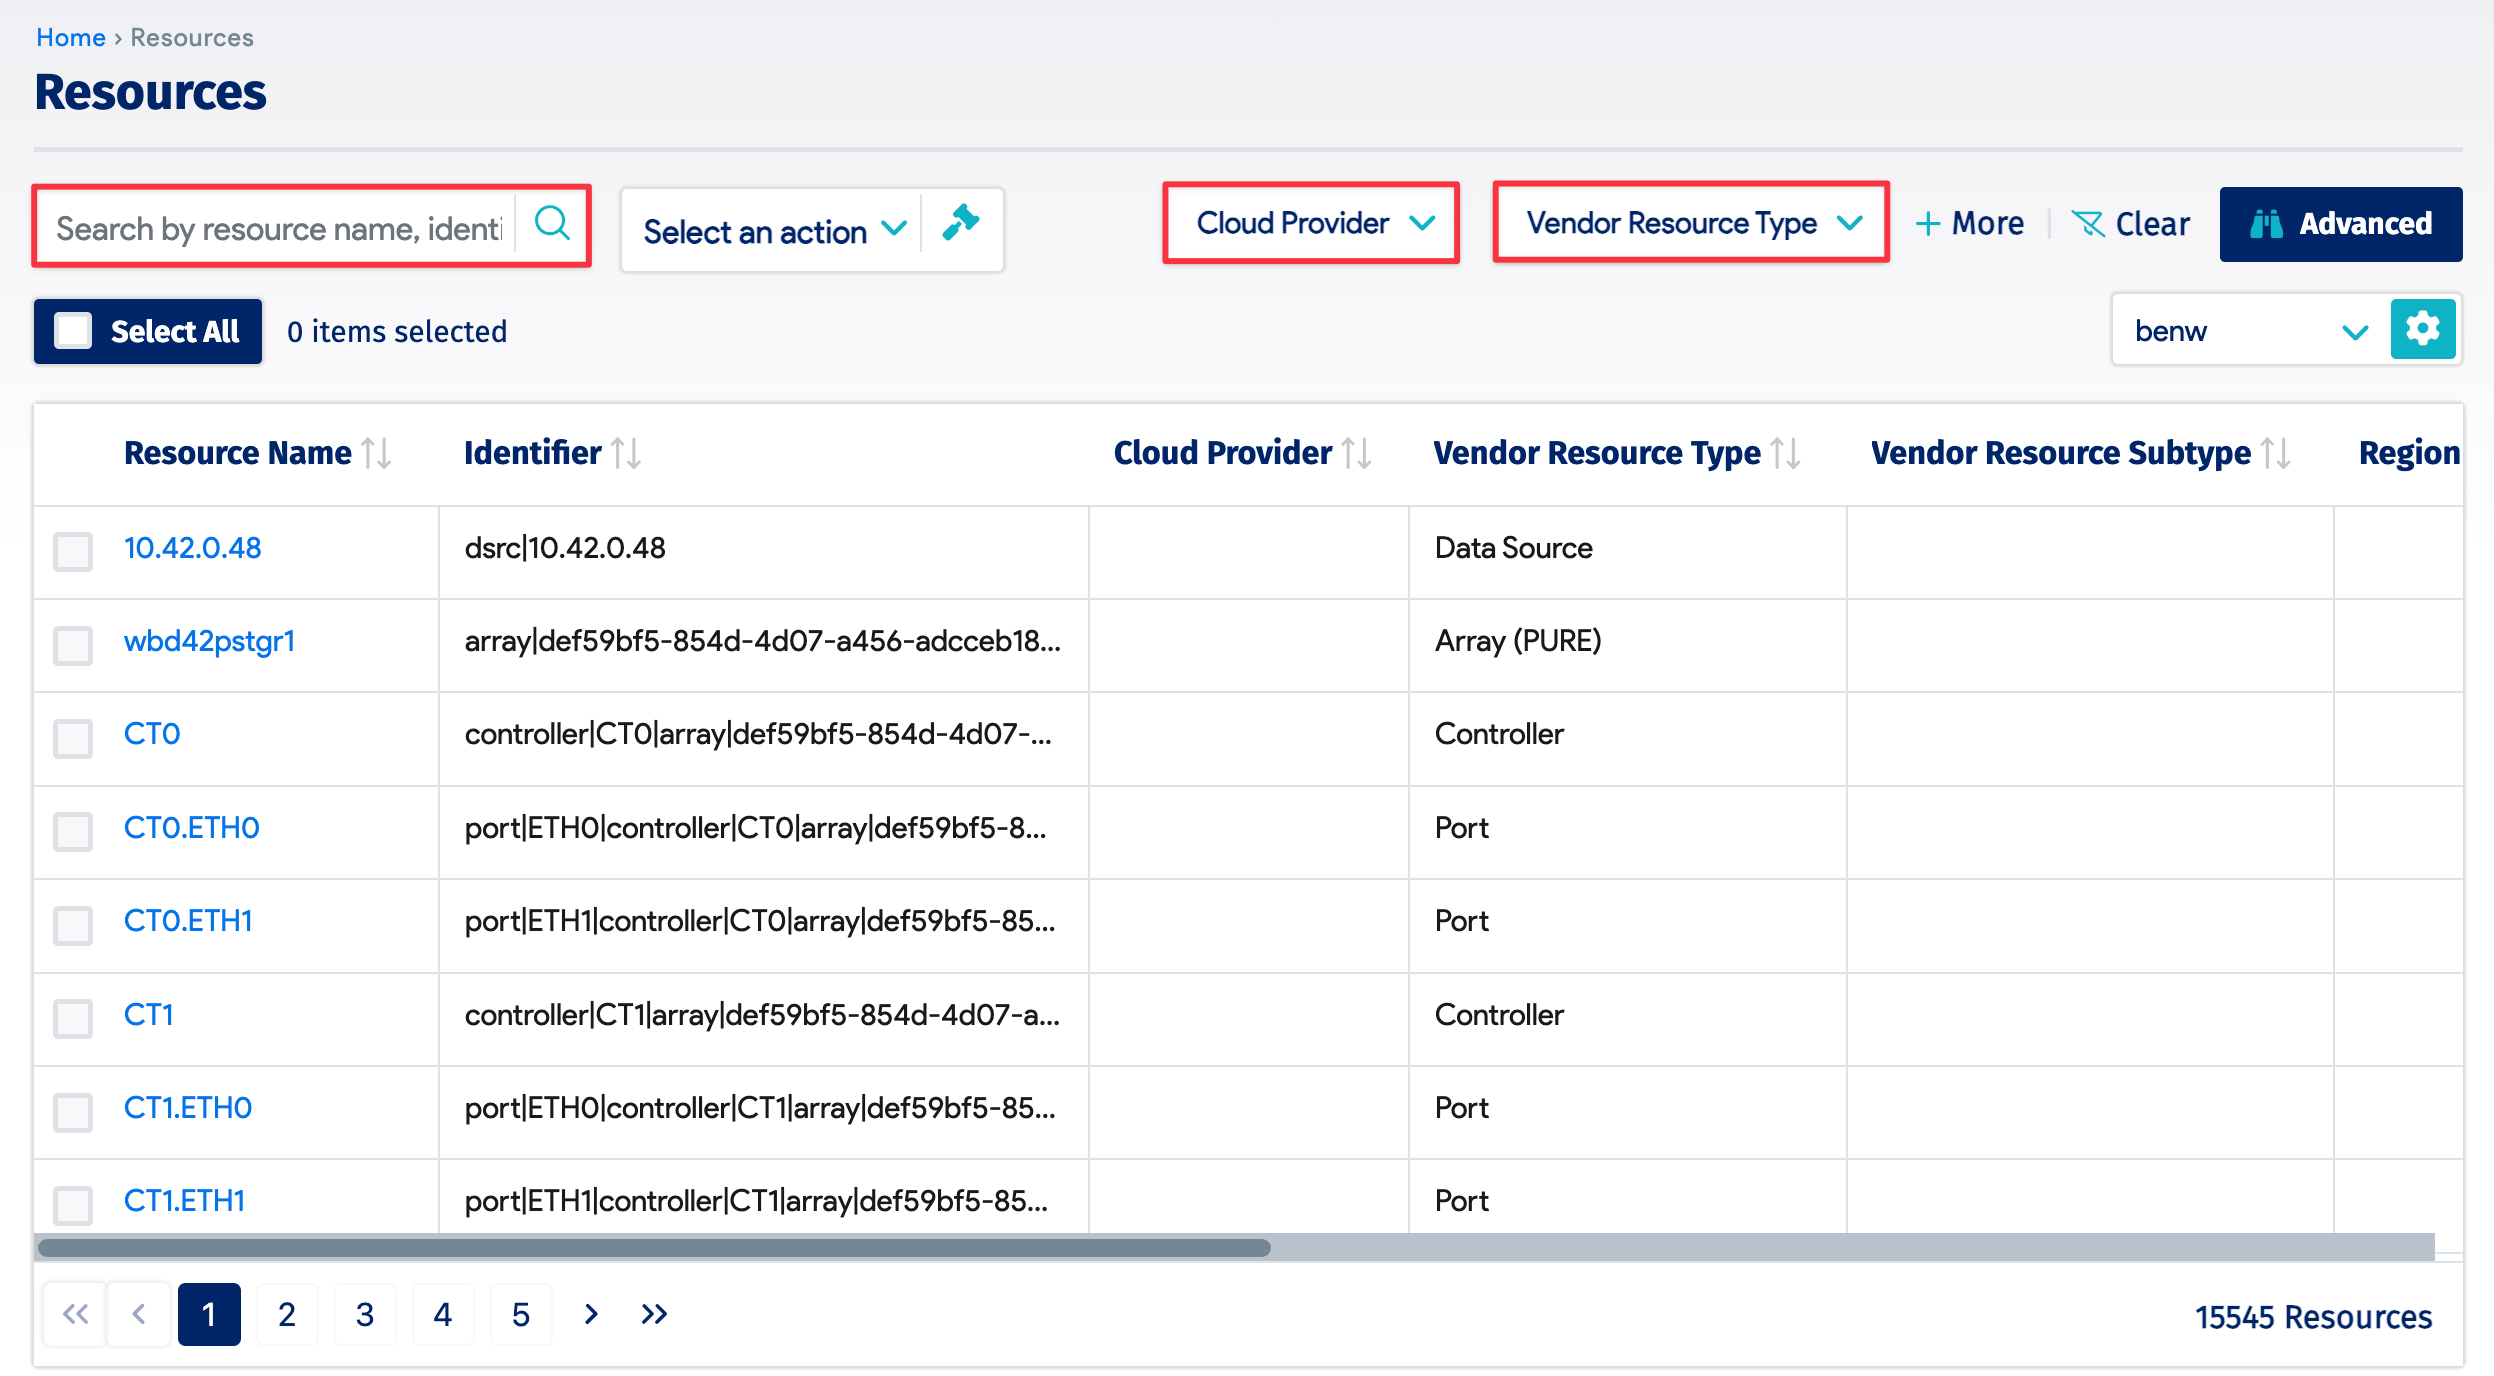 Home › Resources
Resources
Search by resource name, identi
Select an action
Cloud Provider
Vendor Resource Type
+ More
Clear
Advanced
Select All
0 items selected
benw
Resource Name Identifier Cloud Provider Vendor Resource Type Vendor Resource Subtype Region
10.42.0.48 dsrc|10.42.0.48 Data Source
wbd42pstgr1 array|def59bf5-854d-4d07-a456-adcceb18... Array (PURE)
CT0 controller|CT0|array|def59bf5-854d-4d07-... Controller
CT0.ETH0 port|ETH0|controller|CT0|array|def59bf5-8... Port
CT0.ETH1 port|ETH1|controller|CT0|array|def59bf5-85... Port
CT1 controller|CT1|array|def59bf5-854d-4d07-a... Controller
CT1.ETH0 port|ETH0|controller|CT1|array|def59bf5-85... Port
CT1.ETH1 port|ETH1|controller|CT1|array|def59bf5-85... Port
1 2 3 4 5
15545 Resources